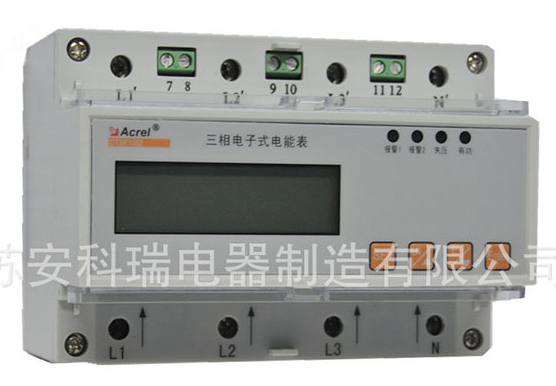 L1' 7 8 L2' 9 10 L3' 11 12 N'
Acrel®
三相电子式电能表
报警1 报警2 失压 有功
苏安科瑞电器制造有限公司
L1 L2 L3 N